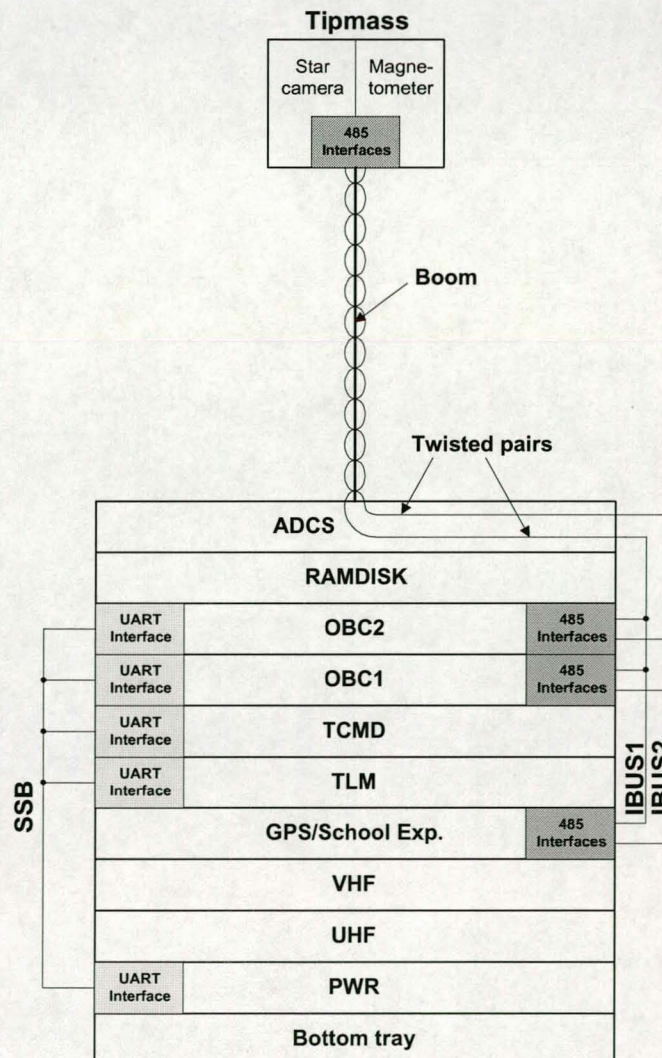 Tipmass
Star
camera
Magne-
tometer
485
Interfaces
Boom
Twisted pairs
ADCS
RAMDISK
UART
Interface
OBC2
485
Interfaces
UART
Interface
OBC1
485
Interfaces
UART
Interface
TCMD
UART
Interface
TLM
GPS/School Exp.
485
Interfaces
VHF
UHF
UART
Interface
PWR
Bottom tray
SSB
IBUS1
IBUS2